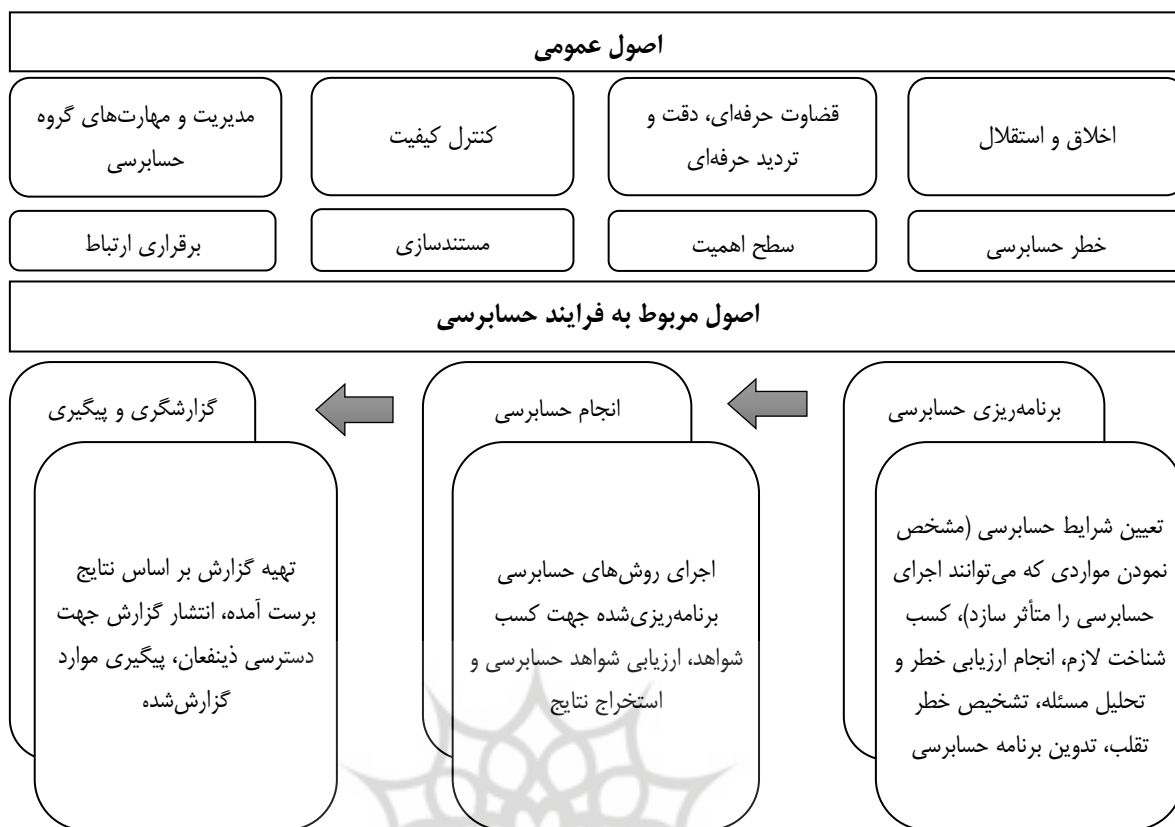 اصول عمومی
اخلاق و استقلال
قضاوت حرفه‌ای، دقت و
تردید حرفه‌ای
کنترل کیفیت
مدیریت و مهارت‌های گروه
حسابرسی
خطر حسابرسی
سطح اهمیت
مستندسازی
برقراری ارتباط
اصول مربوط به فرایند حسابرسی
برنامه‌ریزی حسابرسی
تعیین شرایط حسابرسی (مشخص
نمودن مواردی که می‌توانند اجرای
حسابرسی را متأثر سازد)، کسب
شناخت لازم، انجام ارزیابی خطر و
تحلیل مسئله، تشخیص خطر
تقلب، تدوین برنامه حسابرسی
انجام حسابرسی
اجرای روش‌های حسابرسی
برنامه‌ریزی‌شده جهت کسب
شواهد، ارزیابی شواهد حسابرسی و
استخراج نتایج
گزارشگری و پیگیری
تهیه گزارش بر اساس نتایج
برست آمده، انتشار گزارش جهت
دسترسی ذینفعان، پیگیری موارد
گزارش‌شده